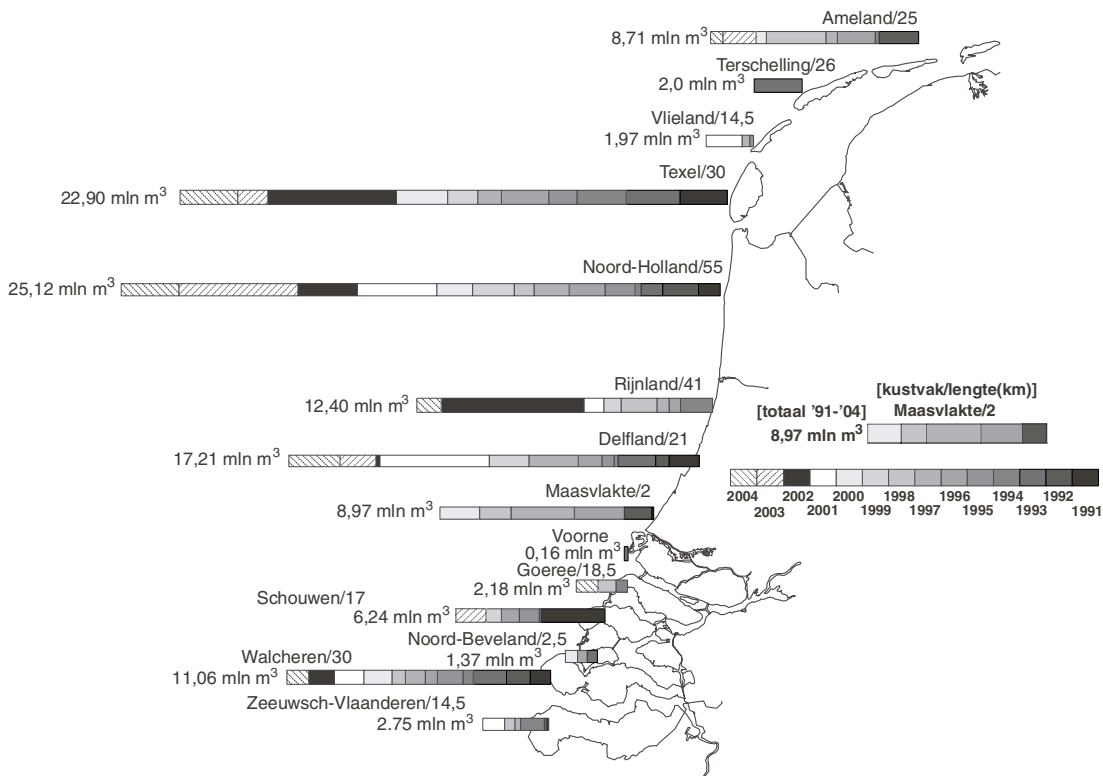 Ameland/25
8,71 mln m³
Terschelling/26
2,0 mln m³
Vlieland/14,5
1,97 mln m³
Texel/30
22,90 mln m³
Noord-Holland/55
25,12 mln m³
Rijnland/41
12,40 mln m³
[kustvak/lengte(km)]
[totaal '91-'04] Maasvlakte/2
8,97 mln m³
Delfland/21
17,21 mln m³
2004 2002 2000 1998 1996 1994 1992
2003 2001 1999 1997 1995 1993 1991
Maasvlakte/2
8,97 mln m³
Voorne
0,16 mln m³
Goeree/18,5
2,18 mln m³
Schouwen/17
6,24 mln m³
Noord-Beveland/2,5
1,37 mln m³
Walcheren/30
11,06 mln m³
Zeeuwsch-Vlaanderen/14,5
2.75 mln m³